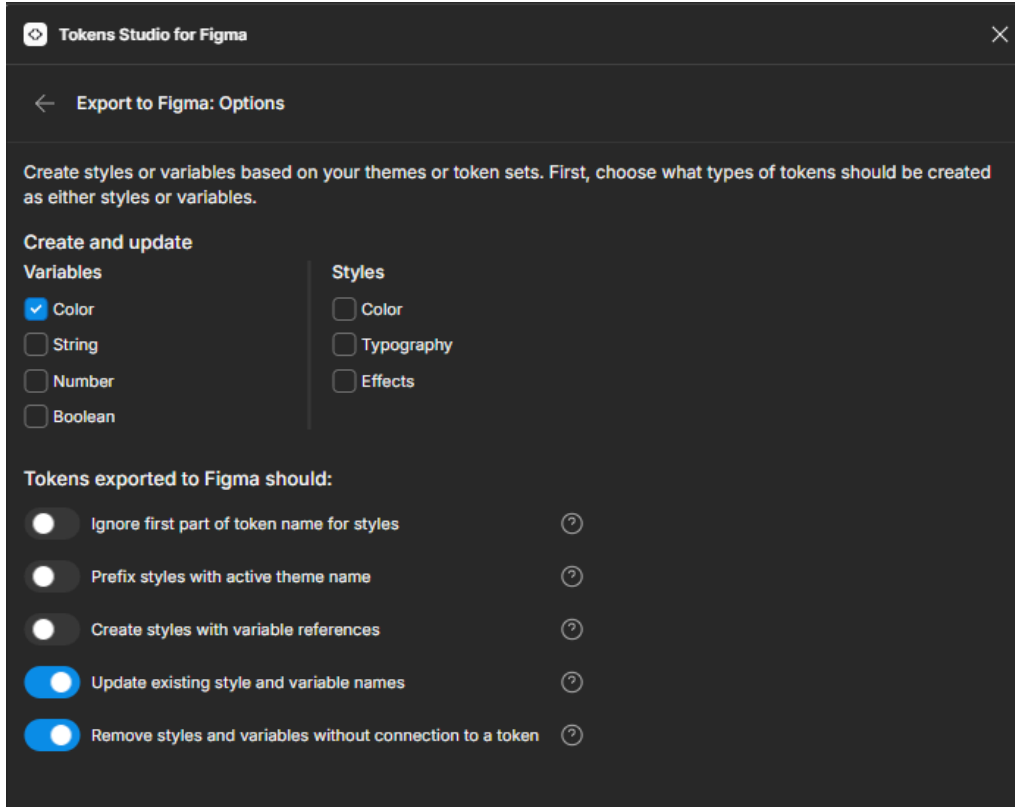 Tokens Studio for Figma
Export to Figma: Options
Create styles or variables based on your themes or token sets. First, choose what types of tokens should be created
as either styles or variables.
Create and update
Variables
Color
String
Number
Boolean
Styles
Color
Typography
Effects
Tokens exported to Figma should:
Ignore first part of token name for styles
Prefix styles with active theme name
Create styles with variable references
Update existing style and variable names
Remove styles and variables without connection to a token